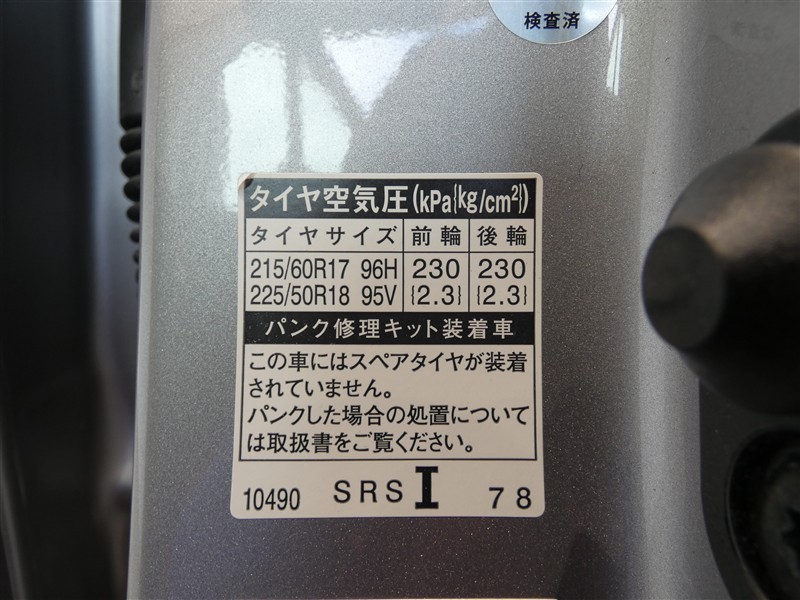 検査済
タイヤ空気圧(kPa{kg/cm²})
タイヤサイズ 前輪 後輪
215/60R17 96H 230 230
225/50R18 95V {2.3} {2.3}
パンク修理キット装着車
この車にはスペアタイヤが装着
されていません。
パンクした場合の処置について
は取扱書をご覧ください。
10490 SRS I 78